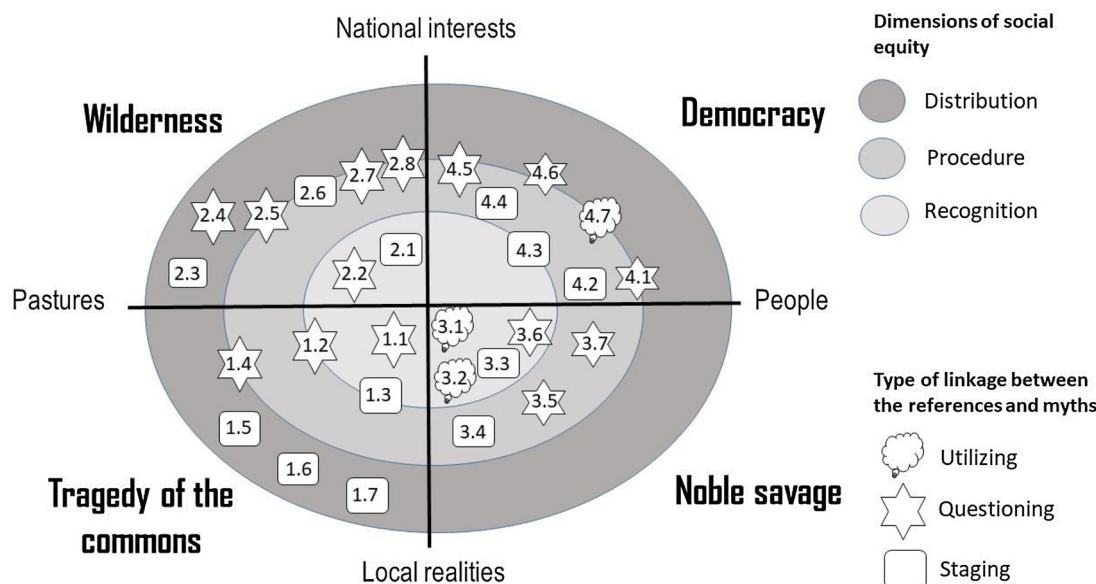 National interests
Dimensions of social
equity
Distribution
Procedure
Recognition
Wilderness
Democracy
2.8
4.5
2.7
4.6
2.6
4.4
2.4
2.5
4.7
2.1
4.3
2.3
2.2
4.2
4.1
Pastures
People
3.1
1.2
1.1
3.6
3.7
1.4
3.3
3.2
1.3
3.5
1.5
3.4
1.6
1.7
Tragedy of the
commons
Noble savage
Local realities
Type of linkage between
the references and myths
Utilizing
Questioning
Staging